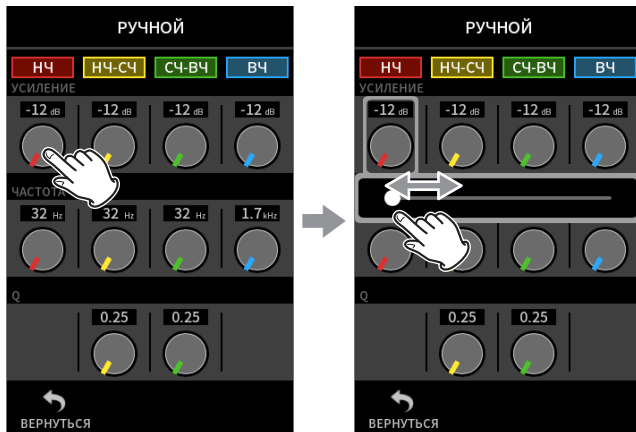 РУЧНОЙ
НЧ НЧ-СЧ СЧ-ВЧ ВЧ
УСИЛЕНИЕ
-12 dB -12 dB -12 dB -12 dB
ЧАСТОТА
32 Hz 32 Hz 32 Hz 1.7 kHz
Q
0.25 0.25
ВЕРНУТЬСЯ
РУЧНОЙ
НЧ НЧ-СЧ СЧ-ВЧ ВЧ
УСИЛЕНИЕ
-12 dB -12 dB -12 dB -12 dB
Q
0.25 0.25
ВЕРНУТЬСЯ